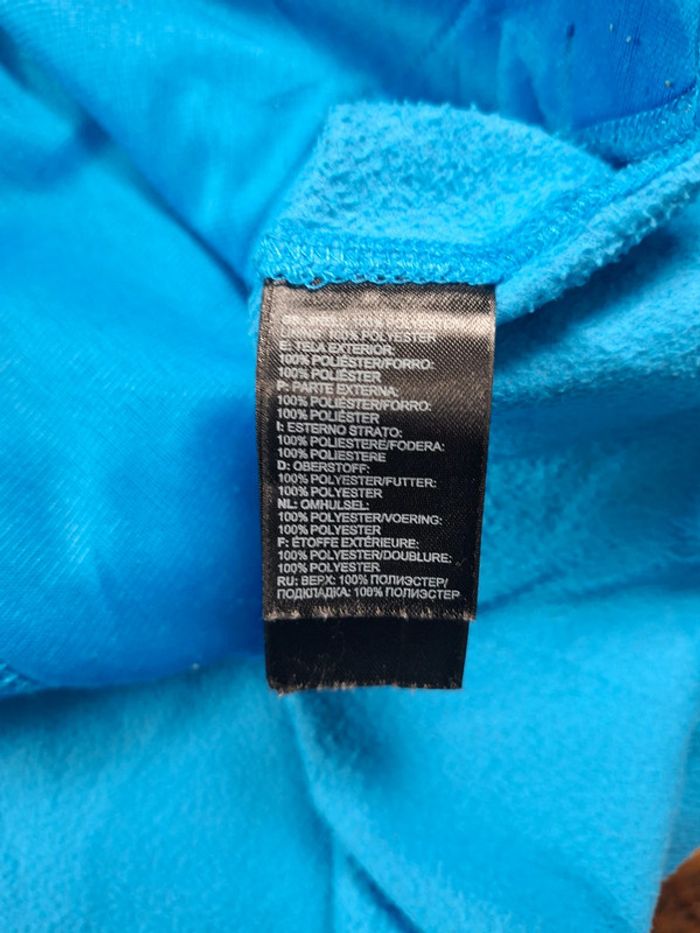 100% POLYESTER
E: TELA EXTERIOR:
100% POLIÉSTER/FORRO:
100% POLIÉSTER
P: PARTE EXTERNA:
100% POLIÉSTER/FORRO:
100% POLIÉSTER
I: ESTERNO STRATO:
100% POLIESTERE/FODERA:
100% POLIESTERE
D: OBERSTOFF:
100% POLYESTER/FUTTER:
100% POLYESTER
NL: OMHULSEL:
100% POLYESTER/VOERING:
100% POLYESTER
F: ÉTOFFE EXTÉRIEURE:
100% POLYESTER/DOUBLURE:
100% POLYESTER
RU: ВЕРХ: 100% ПОЛИЭСТЕР/
ПОДКЛАДКА: 100% ПОЛИЭСТЕР